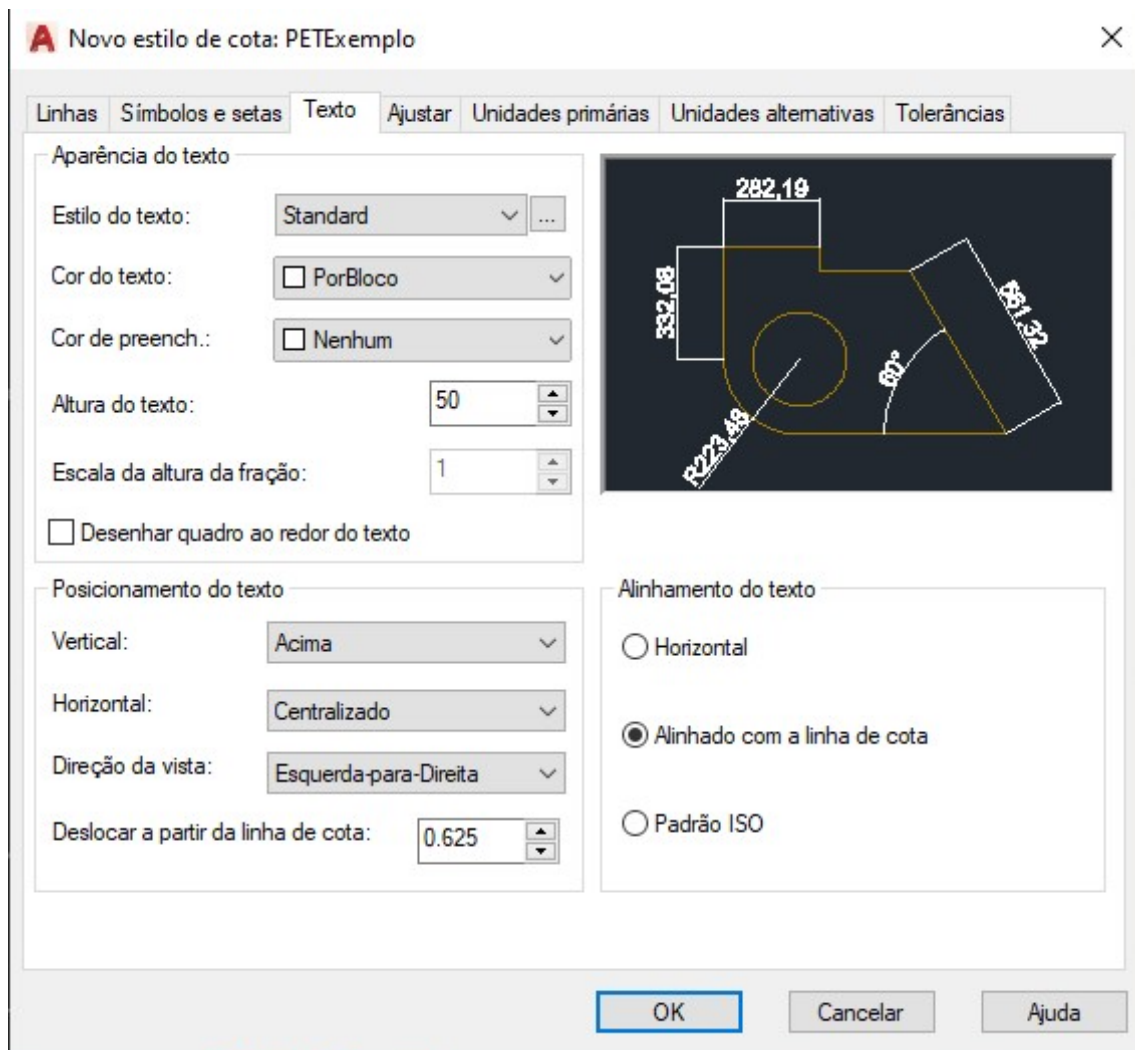 Novo estilo de cota: PETExemplo
Linhas Símbolos e setas Texto Ajustar Unidades primárias Unidades alternativas Tolerâncias
Aparência do texto
Estilo do texto: Standard ...
Cor do texto: PorBloco
Cor de preench.: Nenhum
Altura do texto: 50
Escala da altura da fração: 1
Desenhar quadro ao redor do texto
282,19
332,08
661,32
60°
R223,48
Posicionamento do texto
Vertical: Acima
Horizontal: Centralizado
Direção da vista: Esquerda-para-Direita
Deslocar a partir da linha de cota: 0.625
Alinhamento do texto
Horizontal
Alinhado com a linha de cota
Padrão ISO
OK Cancelar Ajuda